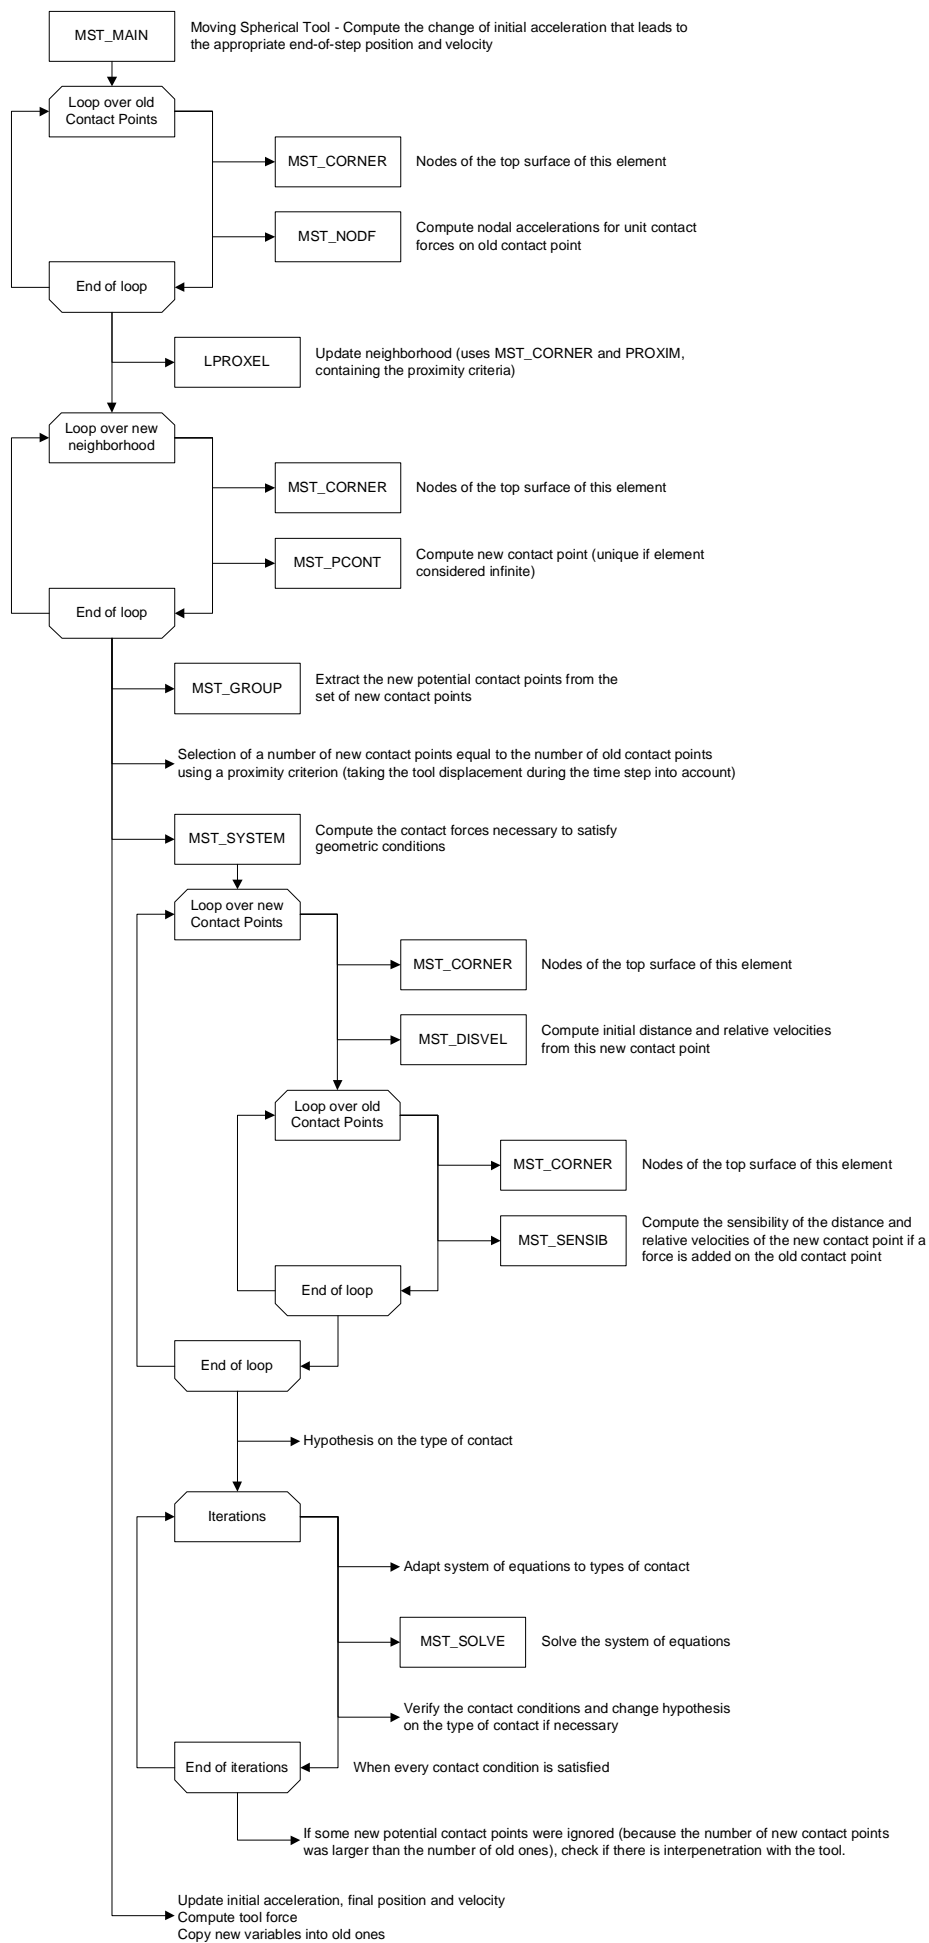 MST_MAIN
Moving Spherical Tool - Compute the change of initial acceleration that leads to
the appropriate end-of-step position and velocity
Loop over old
Contact Points
MST_CORNER
Nodes of the top surface of this element
MST_NODF
Compute nodal accelerations for unit contact
forces on old contact point
End of loop
LPROXEL
Update neighborhood (uses MST_CORNER and PROXIM,
containing the proximity criteria)
Loop over new
neighborhood
MST_CORNER
Nodes of the top surface of this element
MST_PCONT
Compute new contact point (unique if element
considered infinite)
End of loop
MST_GROUP
Extract the new potential contact points from the
set of new contact points
Selection of a number of new contact points equal to the number of old contact points
using a proximity criterion (taking the tool displacement during the time step into account)
MST_SYSTEM
Compute the contact forces necessary to satisfy
geometric conditions
Loop over new
Contact Points
MST_CORNER
Nodes of the top surface of this element
MST_DISVEL
Compute initial distance and relative velocities
from this new contact point
Loop over old
Contact Points
MST_CORNER
Nodes of the top surface of this element
MST_SENSIB
Compute the sensibility of the distance and
relative velocities of the new contact point if a
force is added on the old contact point
End of loop
End of loop
Hypothesis on the type of contact
Iterations
Adapt system of equations to types of contact
MST_SOLVE
Solve the system of equations
Verify the contact conditions and change hypothesis
on the type of contact if necessary
End of iterations
When every contact condition is satisfied
If some new potential contact points were ignored (because the number of new contact points
was larger than the number of old ones), check if there is interpenetration with the tool.
Update initial acceleration, final position and velocity
Compute tool force
Copy new variables into old ones